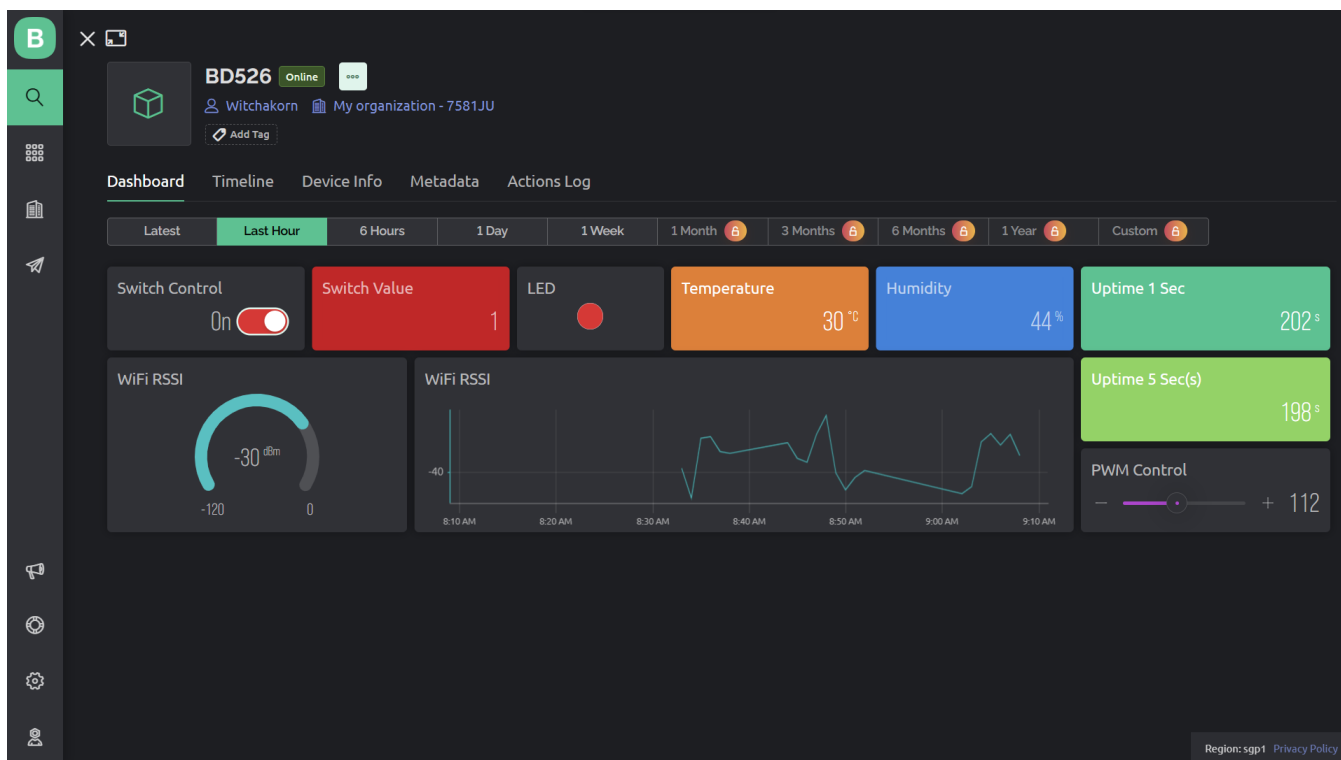 B
BD526 Online
Witchakorn My organization - 7581JU
Add Tag
Dashboard Timeline Device Info Metadata Actions Log
Latest Last Hour 6 Hours 1 Day 1 Week 1 Month 3 Months 6 Months 1 Year Custom
Switch Control
On
Switch Value
1
LED
Temperature
30 °C
Humidity
44 %
Uptime 1 Sec
202 s
WiFi RSSI
-30 dBm
-120 0
WiFi RSSI
-40
8:10 AM 8:20 AM 8:30 AM 8:40 AM 8:50 AM 9:00 AM 9:10 AM
Uptime 5 Sec(s)
198 s
PWM Control
− + 112
Region: sgp1 Privacy Policy